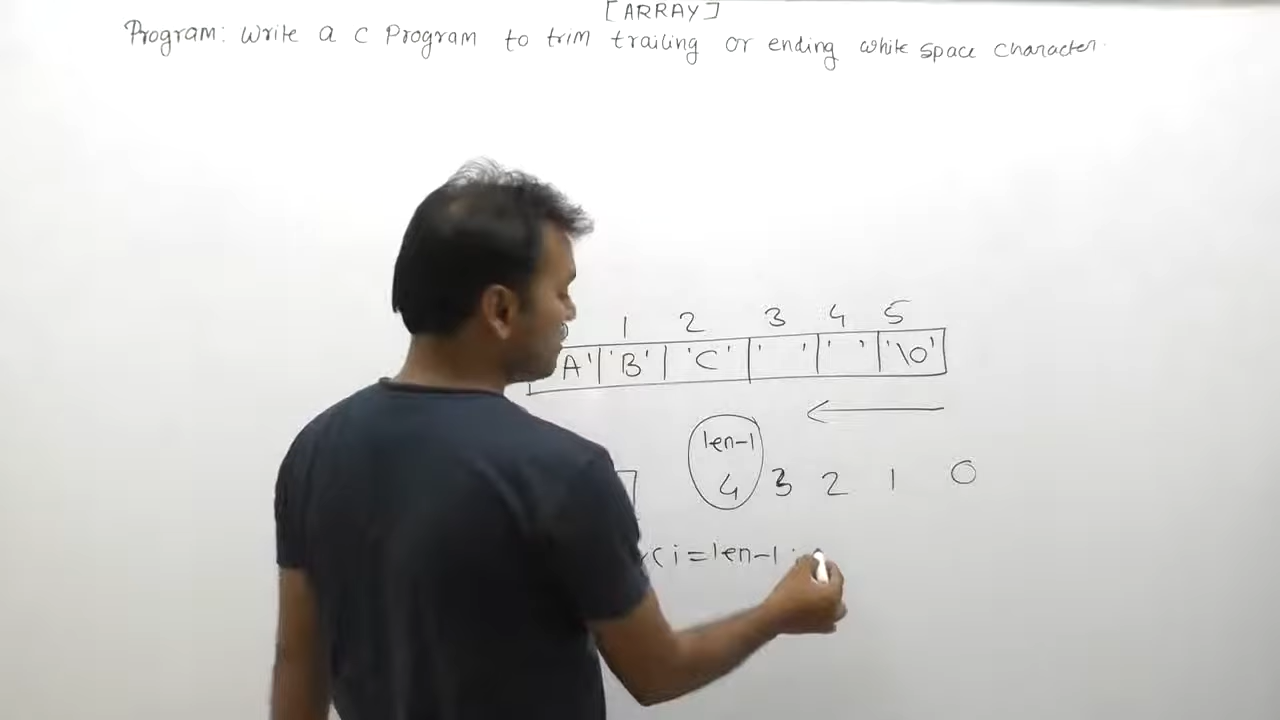 [ARRAY]
Program: Write a C Program to trim trailing or ending white space character.
1 2 3 4 5
A' 'B' 'C' ' ' ' ' '\0'
len-1
4 3 2 1 0
(i=len-1;